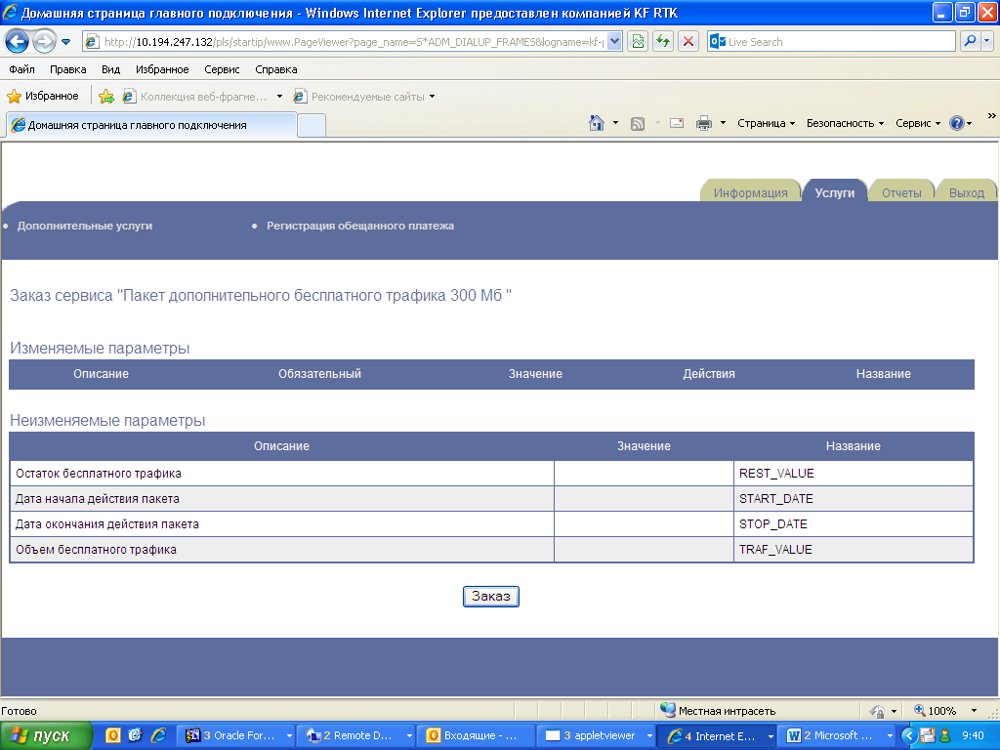 Домашняя страница главного подключения - Windows Internet Explorer предоставлен компанией KF RTK
http://10.194.247.132/pls/startip/www.PageViewer?page_name=S*ADM_DIALUP_FRAMES&logname=kf-
Live Search
Файл Правка Вид Избранное Сервис Справка
Избранное Коллекция веб-фрагме... Рекомендуемые сайты
Домашняя страница главного подключения
Страница Безопасность Сервис »
Информация Услуги Отчеты Выход
• Дополнительные услуги • Регистрация обещанного платежа
Заказ сервиса "Пакет дополнительного бесплатного трафика 300 Мб "
Изменяемые параметры
Описание Обязательный Значение Действия Название
Неизменяемые параметры
Описание Значение Название
Остаток бесплатного трафика REST_VALUE
Дата начала действия пакета START_DATE
Дата окончания действия пакета STOP_DATE
Объем бесплатного трафика TRAF_VALUE
Заказ
Готово Местная интрасеть 100%
пуск 3 Oracle For... 2 Remote D... Входящие - ... 3 appletviewer 4 Internet E... 2 Microsoft ... 9:40